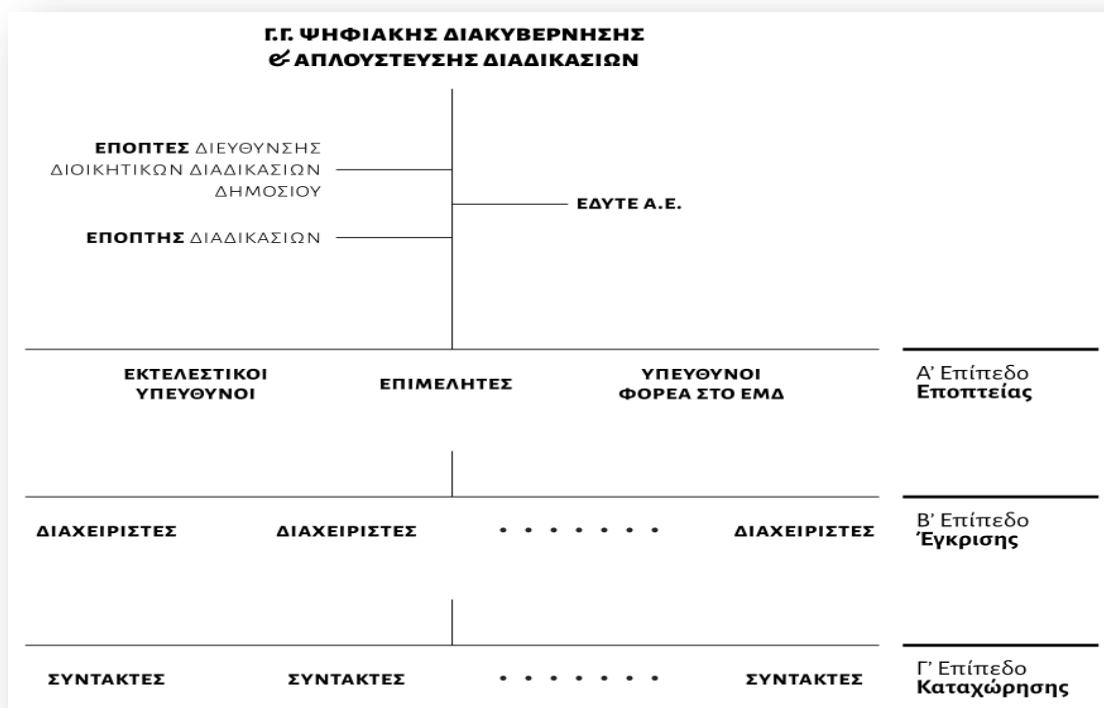 Γ.Γ. ΨΗΦΙΑΚΗΣ ΔΙΑΚΥΒΕΡΝΗΣΗΣ
& ΑΠΛΟΥΣΤΕΥΣΗΣ ΔΙΑΔΙΚΑΣΙΩΝ
ΕΠΟΠΤΕΣ ΔΙΕΥΘΥΝΣΗΣ
ΔΙΟΙΚΗΤΙΚΩΝ ΔΙΑΔΙΚΑΣΙΩΝ
ΔΗΜΟΣΙΟΥ
ΕΔΥΤΕ Α.Ε.
ΕΠΟΠΤΗΣ ΔΙΑΔΙΚΑΣΙΩΝ
ΕΚΤΕΛΕΣΤΙΚΟΙ
ΥΠΕΥΘΥΝΟΙ
ΕΠΙΜΕΛΗΤΕΣ
ΥΠΕΥΘΥΝΟΙ
ΦΟΡΕΑ ΣΤΟ ΕΜΔ
Α' Επίπεδο
Εποπτείας
ΔΙΑΧΕΙΡΙΣΤΕΣ ΔΙΑΧΕΙΡΙΣΤΕΣ • • • • • • • ΔΙΑΧΕΙΡΙΣΤΕΣ
Β' Επίπεδο
Έγκρισης
ΣΥΝΤΑΚΤΕΣ ΣΥΝΤΑΚΤΕΣ • • • • • • • ΣΥΝΤΑΚΤΕΣ
Γ' Επίπεδο
Καταχώρησης